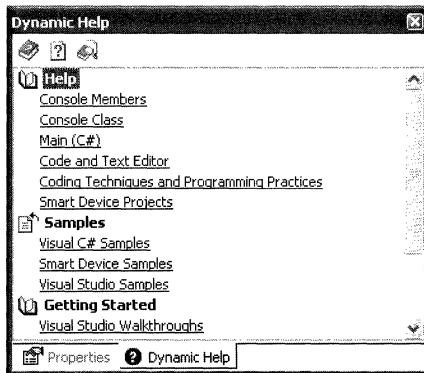 Dynamic Help
Help
Console Members
Console Class
Main (C#)
Code and Text Editor
Coding Techniques and Programming Practices
Smart Device Projects
Samples
Visual C# Samples
Smart Device Samples
Visual Studio Samples
Getting Started
Visual Studio Walkthroughs
Properties Dynamic Help